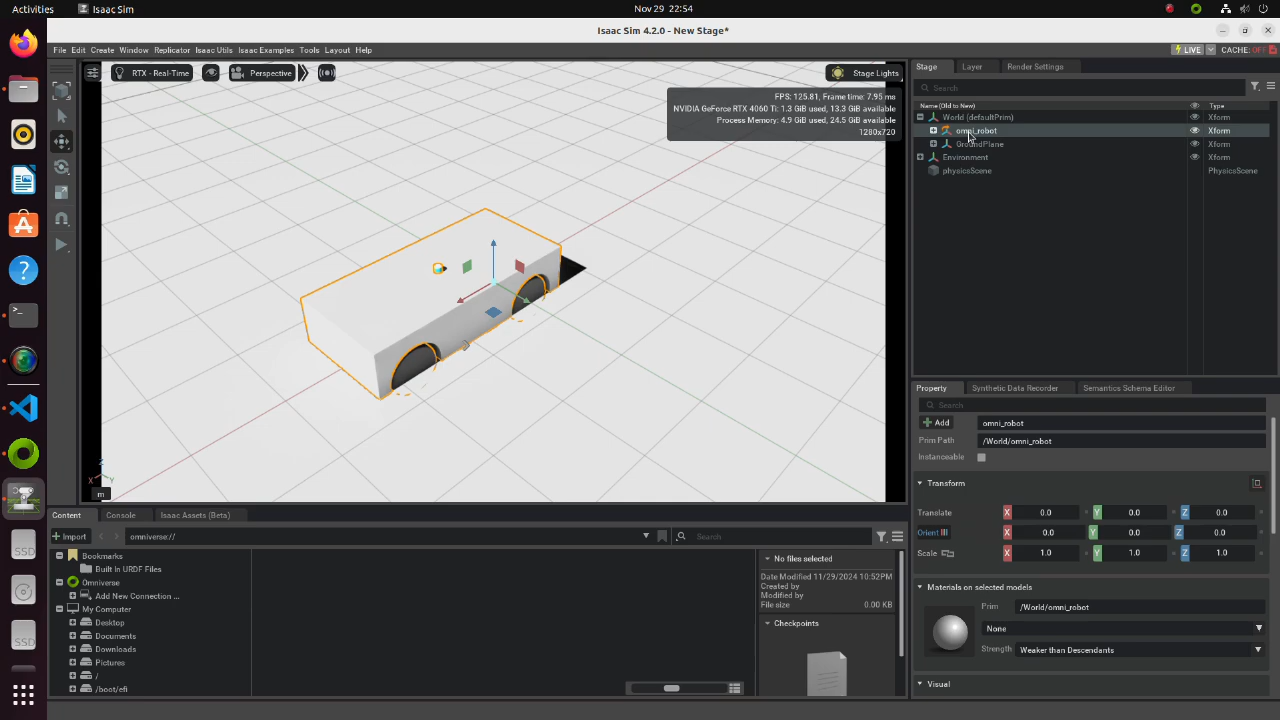 Activities
Isaac Sim
Nov 29 22:54
Isaac Sim 4.2.0 - New Stage*
File Edit Create Window Replicator Isaac Utils Isaac Examples Tools Layout Help
LIVE CACHE: OFF
RTX - Real-Time
Perspective
Stage Lights
FPS: 125.81, Frame time: 7.95 ms
NVIDIA GeForce RTX 4060 Ti: 1.3 GiB used, 13.3 GiB available
Process Memory: 4.9 GiB used, 24.5 GiB available
1280x720
Z
X Y
m
Stage Layer Render Settings
Search
Name (Old to New) Type
World (defaultPrim) Xform
omni_robot Xform
GroundPlane Xform
Environment Xform
physicsScene PhysicsScene
Property Synthetic Data Recorder Semantics Schema Editor
Search
Add omni_robot
Prim Path /World/omni_robot
Instanceable
Transform
Translate X 0.0 Y 0.0 Z 0.0
Orient X 0.0 Y 0.0 Z 0.0
Scale X 1.0 Y 1.0 Z 1.0
Materials on selected models
Prim /World/omni_robot
None
Strength Weaker than Descendants
Visual
Content Console Isaac Assets (Beta)
Import omniverse:// Search
Bookmarks
Built In URDF Files
Omniverse
Add New Connection ...
My Computer
Desktop
Documents
Downloads
Pictures
/
/boot/efi
No files selected
Date Modified 11/29/2024 10:52PM
Created by
Modified by
File size 0.00 KB
Checkpoints
SSD
SSD